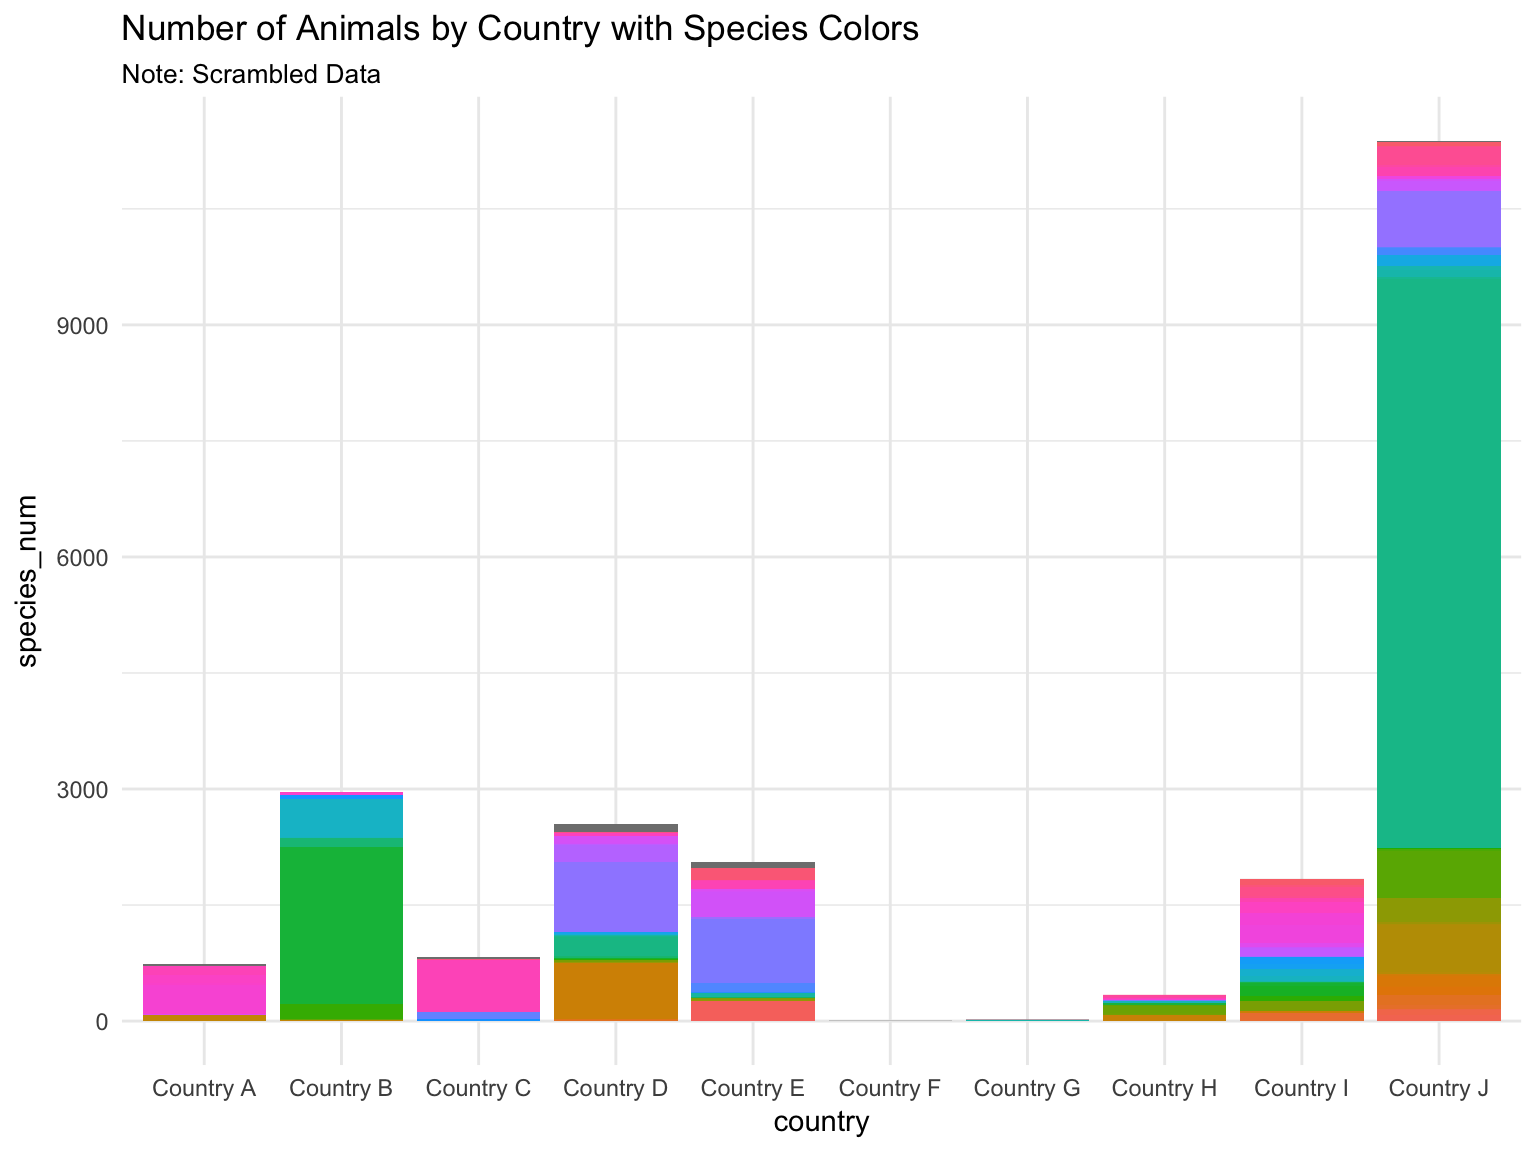 Number of Animals by Country with Species Colors
Note: Scrambled Data
species_num
9000
6000
3000
0
Country A Country B Country C Country D Country E Country F Country G Country H Country I Country J
country